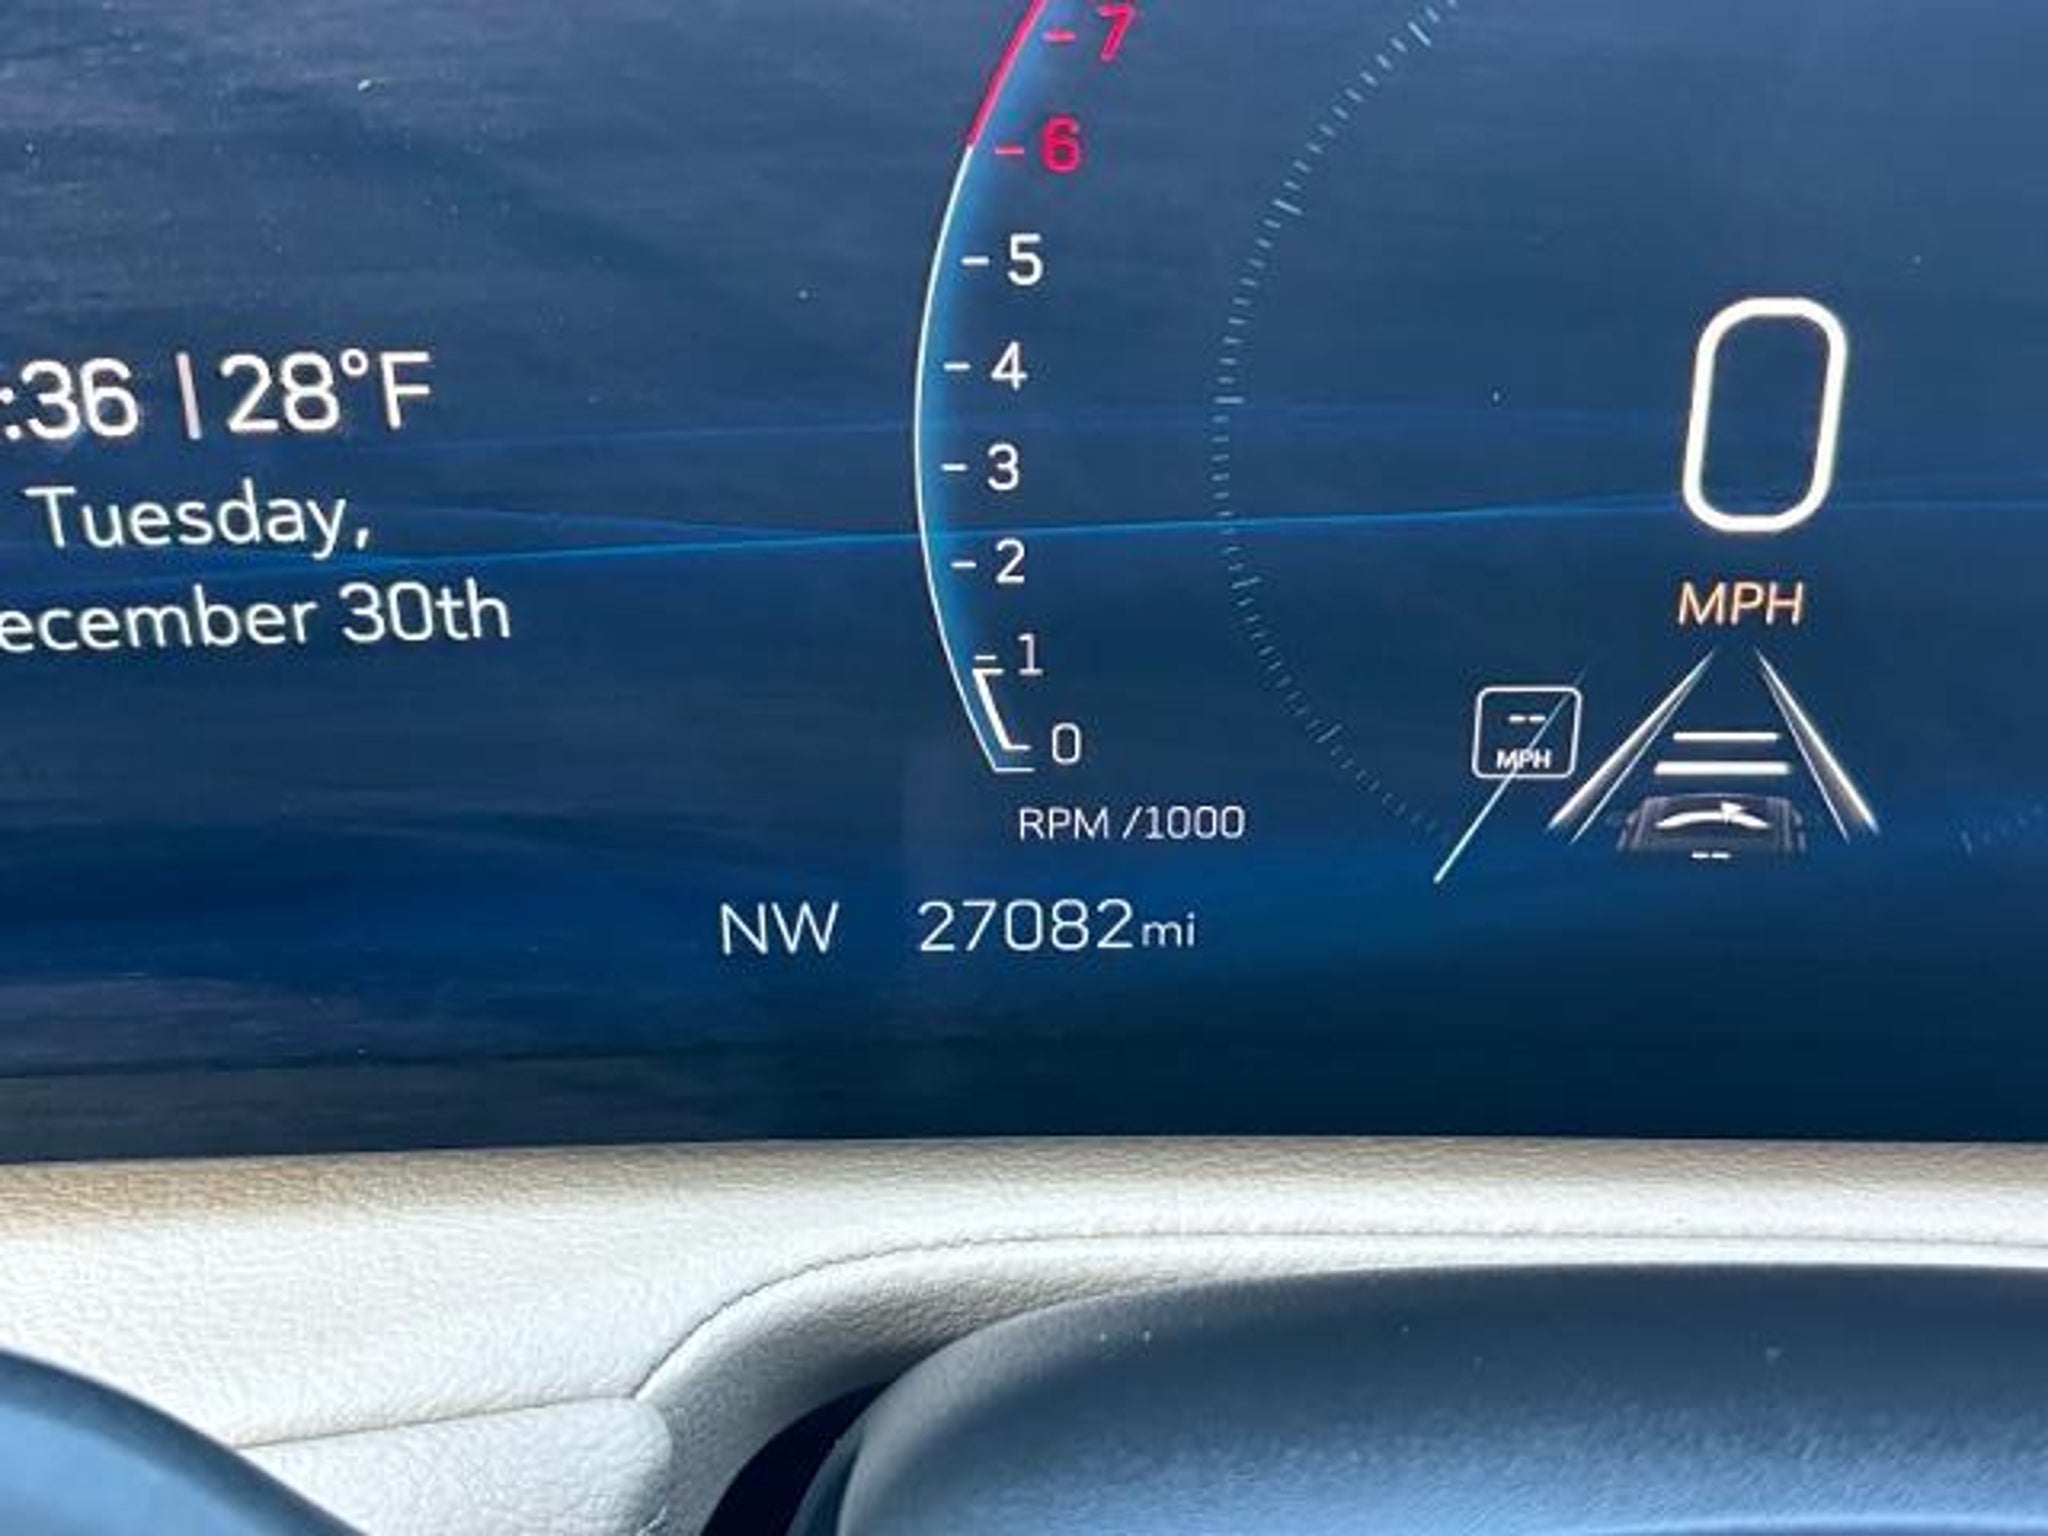 7
6
5
4
3
2
1
0
RPM /1000
:36 | 28°F
Tuesday,
ecember 30th
0
MPH
--
MPH
--
NW 27082mi